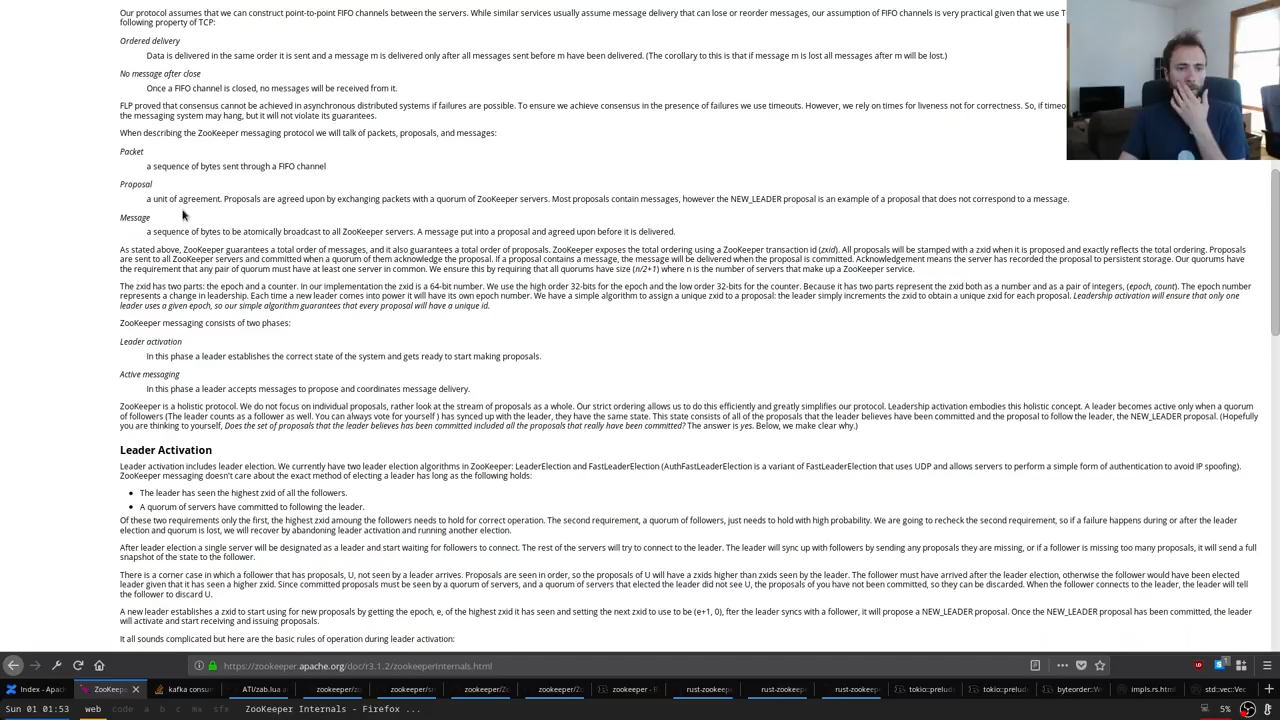 Our protocol assumes that we can construct point-to-point FIFO channels between the servers. While similar services usually assume message delivery that can lose or reorder messages, our assumption of FIFO channels is very practical given that we use T
following property of TCP:
Ordered delivery
Data is delivered in the same order it is sent and a message m is delivered only after all messages sent before m have been delivered. (The corollary to this is that if message m is lost all messages after m will be lost.)
No message after close
Once a FIFO channel is closed, no messages will be received from it.
FLP proved that consensus cannot be achieved in asynchronous distributed systems if failures are possible. To ensure we achieve consensus in the presence of failures we use timeouts. However, we rely on times for liveness not for correctness. So, if timeo
the messaging system may hang, but it will not violate its guarantees.
When describing the ZooKeeper messaging protocol we will talk of packets, proposals, and messages:
Packet
a sequence of bytes sent through a FIFO channel
Proposal
a unit of agreement. Proposals are agreed upon by exchanging packets with a quorum of ZooKeeper servers. Most proposals contain messages, however the NEW_LEADER proposal is an example of a proposal that does not correspond to a message.
Message
a sequence of bytes to be atomically broadcast to all ZooKeeper servers. A message put into a proposal and agreed upon before it is delivered.
As stated above, ZooKeeper guarantees a total order of messages, and it also guarantees a total order of proposals. ZooKeeper exposes the total ordering using a ZooKeeper transaction id (zxid). All proposals will be stamped with a zxid when it is proposed and exactly reflects the total ordering. Proposals
are sent to all ZooKeeper servers and committed when a quorum of them acknowledge the proposal. If a proposal contains a message, the message will be delivered when the proposal is committed. Acknowledgement means the server has recorded the proposal to persistent storage. Our quorums have
the requirement that any pair of quorum must have at least one server in common. We ensure this by requiring that all quorums have size (n/2+1) where n is the number of servers that make up a ZooKeeper service.
The zxid has two parts: the epoch and a counter. In our implementation the zxid is a 64-bit number. We use the high order 32-bits for the epoch and the low order 32-bits for the counter. Because it has two parts represent the zxid both as a number and as a pair of integers, (epoch, count). The epoch number
represents a change in leadership. Each time a new leader comes into power it will have its own epoch number. We have a simple algorithm to assign a unique zxid to a proposal: the leader simply increments the zxid to obtain a unique zxid for each proposal. Leadership activation will ensure that only one
leader uses a given epoch, so our simple algorithm guarantees that every proposal will have a unique id.
ZooKeeper messaging consists of two phases:
Leader activation
In this phase a leader establishes the correct state of the system and gets ready to start making proposals.
Active messaging
In this phase a leader accepts messages to propose and coordinates message delivery.
ZooKeeper is a holistic protocol. We do not focus on individual proposals, rather look at the stream of proposals as a whole. Our strict ordering allows us to do this efficiently and greatly simplifies our protocol. Leadership activation embodies this holistic concept. A leader becomes active only when a quorum
of followers (The leader counts as a follower as well. You can always vote for yourself ) has synced up with the leader, they have the same state. This state consists of all of the proposals that the leader believes have been committed and the proposal to follow the leader, the NEW_LEADER proposal. (Hopefully
you are thinking to yourself, Does the set of proposals that the leader believes has been committed included all the proposals that really have been committed? The answer is yes. Below, we make clear why.)
Leader Activation
Leader activation includes leader election. We currently have two leader election algorithms in ZooKeeper: LeaderElection and FastLeaderElection (AuthFastLeaderElection is a variant of FastLeaderElection that uses UDP and allows servers to perform a simple form of authentication to avoid IP spoofing).
ZooKeeper messaging doesn't care about the exact method of electing a leader has long as the following holds:
• The leader has seen the highest zxid of all the followers.
• A quorum of servers have committed to following the leader.
Of these two requirements only the first, the highest zxid amoung the followers needs to hold for correct operation. The second requirement, a quorum of followers, just needs to hold with high probability. We are going to recheck the second requirement, so if a failure happens during or after the leader
election and quorum is lost, we will recover by abandoning leader activation and running another election.
After leader election a single server will be designated as a leader and start waiting for followers to connect. The rest of the servers will try to connect to the leader. The leader will sync up with followers by sending any proposals they are missing, or if a follower is missing too many proposals, it will send a full
snapshot of the state to the follower.
There is a corner case in which a follower that has proposals, U, not seen by a leader arrives. Proposals are seen in order, so the proposals of U will have a zxids higher than zxids seen by the leader. The follower must have arrived after the leader election, otherwise the follower would have been elected
leader given that it has seen a higher zxid. Since committed proposals must be seen by a quorum of servers, and a quorum of servers that elected the leader did not see U, the proposals of you have not been committed, so they can be discarded. When the follower connects to the leader, the leader will tell
the follower to discard U.
A new leader establishes a zxid to start using for new proposals by getting the epoch, e, of the highest zxid it has seen and setting the next zxid to use to be (e+1, 0), fter the leader syncs with a follower, it will propose a NEW_LEADER proposal. Once the NEW_LEADER proposal has been committed, the leader
will activate and start receiving and issuing proposals.
It all sounds complicated but here are the basic rules of operation during leader activation:
https://zookeeper.apache.org/doc/r3.1.2/zookeeperInternals.html
Index - Apac ZooKeep kafka consun ATI/zab.lua a zookeeper/zo zookeeper/sr zookeeper/Zo zookeeper/Zo zookeeper - R rust-zookeep rust-zookeep rust-zookeep tokio::prelud tokio::prelud byteorder::W impls.rs.htm std::vec::Vec
Sun 01 01:53 web code a c mx sfx ZooKeeper Internals - Firefox ... 5%